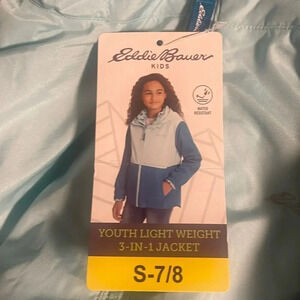 Eddie Bauer
KIDS
WATER
RESISTANT
YOUTH LIGHT WEIGHT
3-IN-1 JACKET
S-7/8